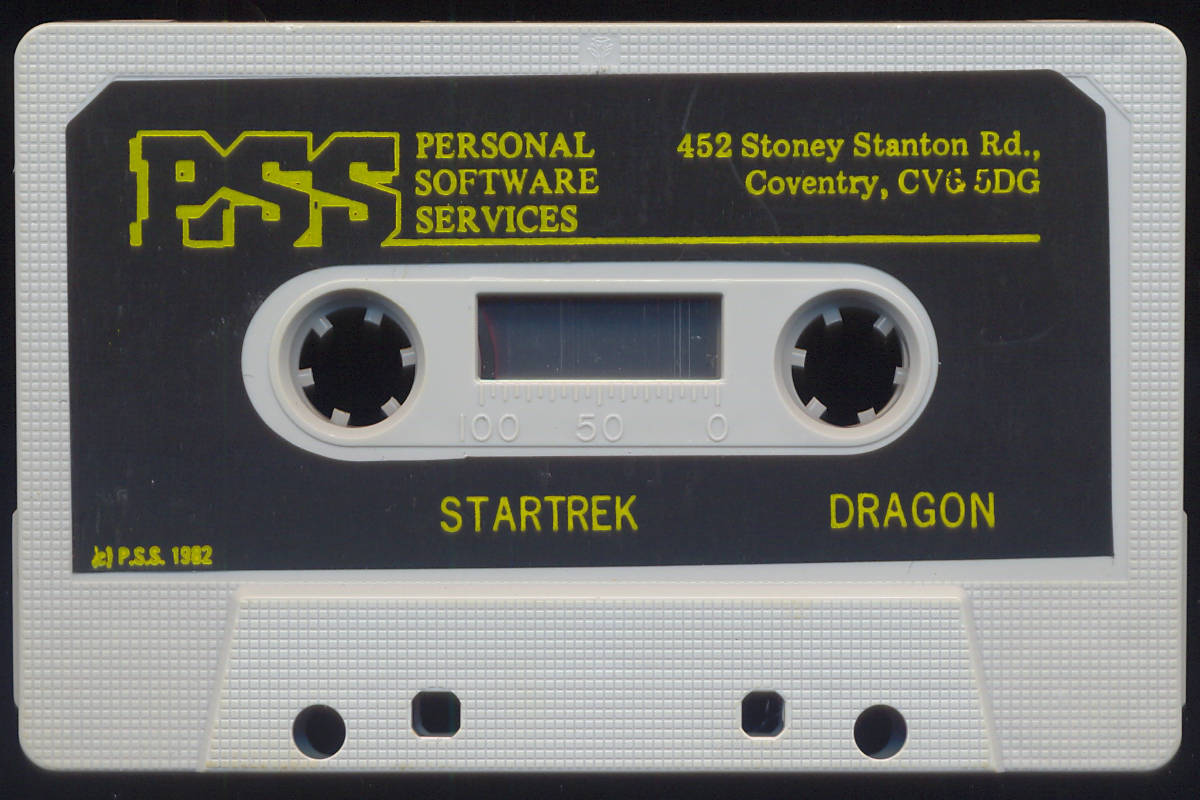 PSS
PERSONAL
SOFTWARE
SERVICES
452 Stoney Stanton Rd.,
Coventry, CV6 5DG
100 50 0
STARTREK DRAGON
(c) P.S.S. 1982